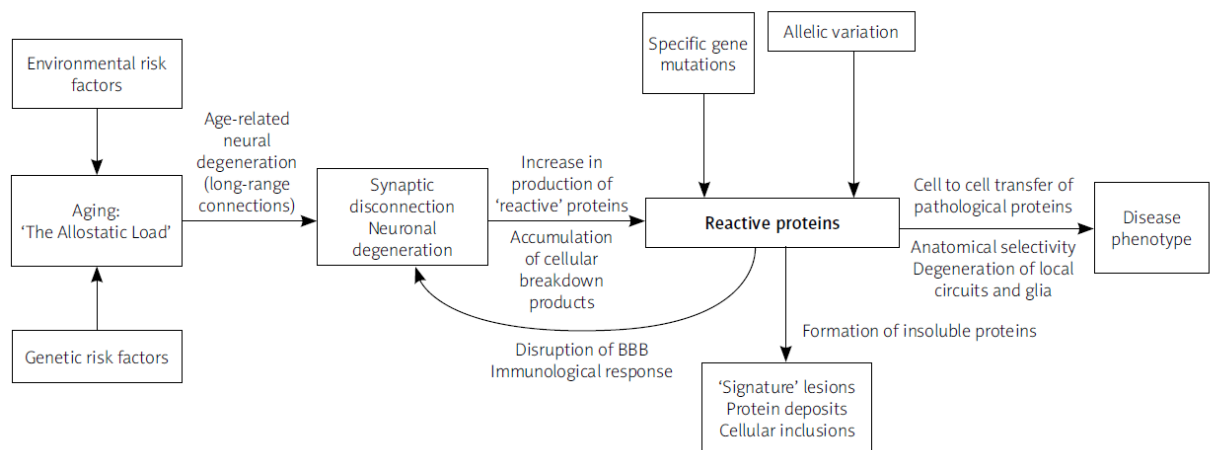 Environmental risk
factors
Aging:
'The Allostatic Load'
Genetic risk factors
Age-related
neural
degeneration
(long-range
connections)
Synaptic
disconnection
Neuronal
degeneration
Increase in
production of
'reactive' proteins
Accumulation
of cellular
breakdown
products
Specific gene
mutations
Allelic variation
Reactive proteins
Disruption of BBB
Immunological response
Formation of insoluble proteins
'Signature' lesions
Protein deposits
Cellular inclusions
Cell to cell transfer of
pathological proteins
Anatomical selectivity
Degeneration of local
circuits and glia
Disease
phenotype